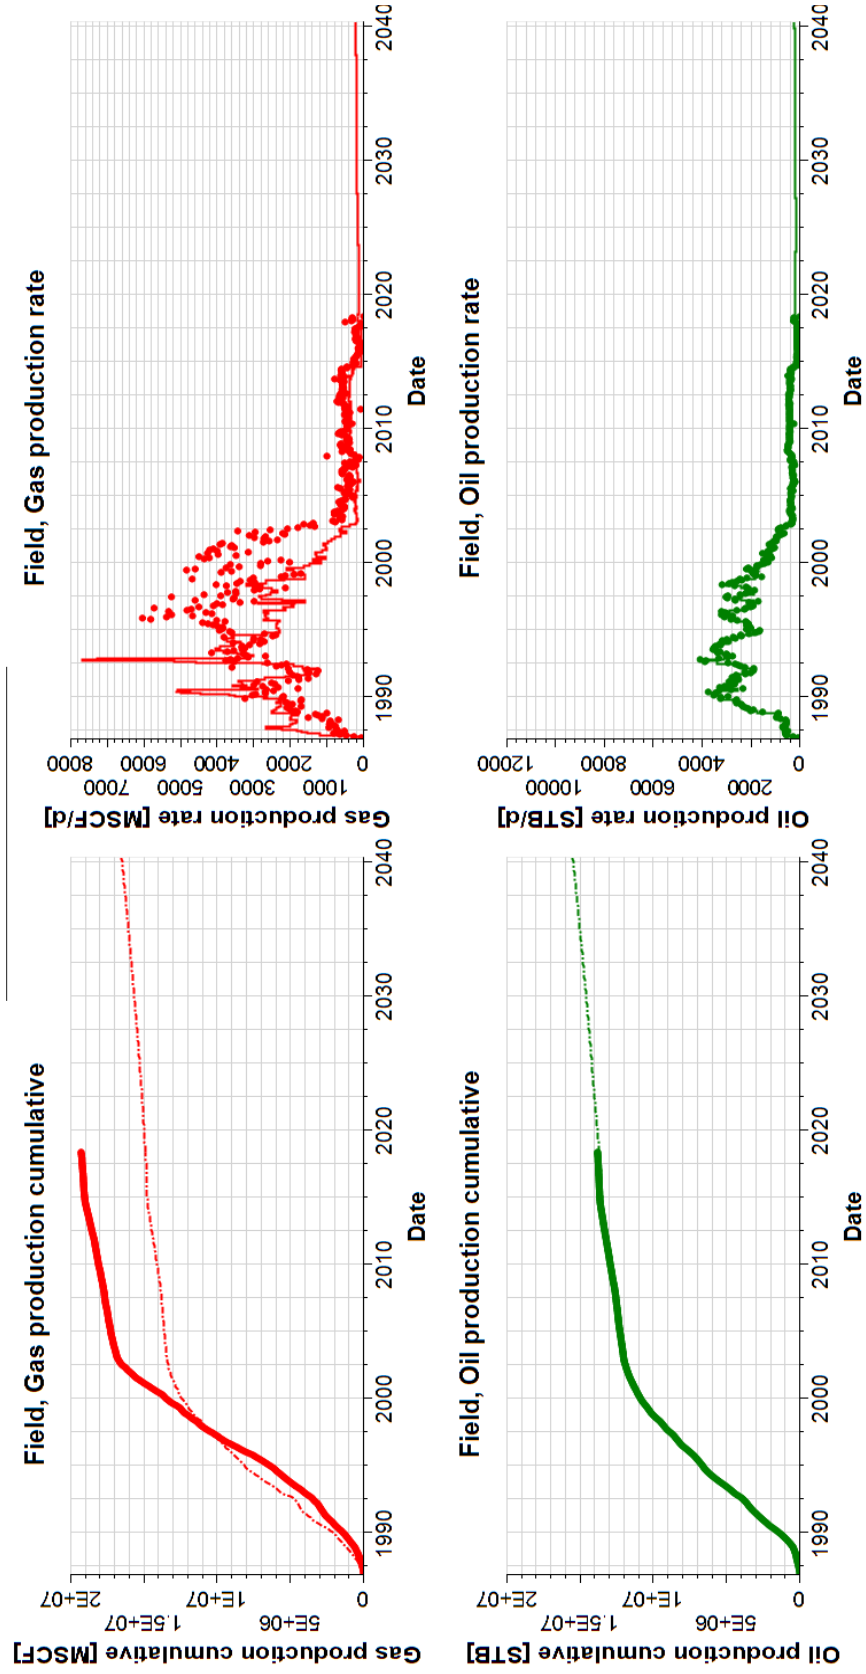 Field, Gas production cumulative
Gas production cumulative [MSCF]
2E+07
1.5E+07
1E+07
5E+06
0
1990
2000
2010
2020
2030
2040
Date
Field, Gas production rate
Gas production rate [MSCF/d]
8000
7000
6000
5000
4000
3000
2000
1000
0
1990
2000
2010
2020
2030
2040
Date
Field, Oil production cumulative
Oil production cumulative [STB]
2E+07
1.5E+07
1E+07
5E+06
0
1990
2000
2010
2020
2030
2040
Date
Field, Oil production rate
Oil production rate [STB/d]
12000
10000
8000
6000
4000
2000
0
1990
2000
2010
2020
2030
2040
Date